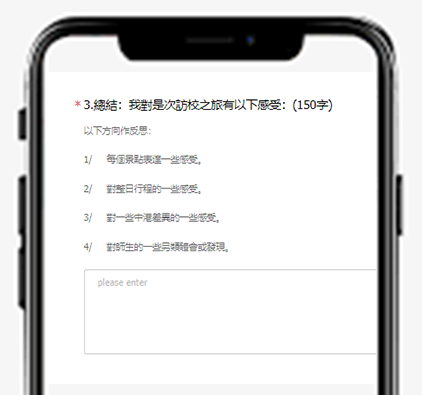 * 3.總結：我對是次訪校之旅有以下感受：(150字)
以下方向作反思：
1/ 每個景點表達一些感受。
2/ 對整日行程的一些感受。
3/ 對一些中港差異的一些感受。
4/ 對師生的一些另類體會或發現。
please enter